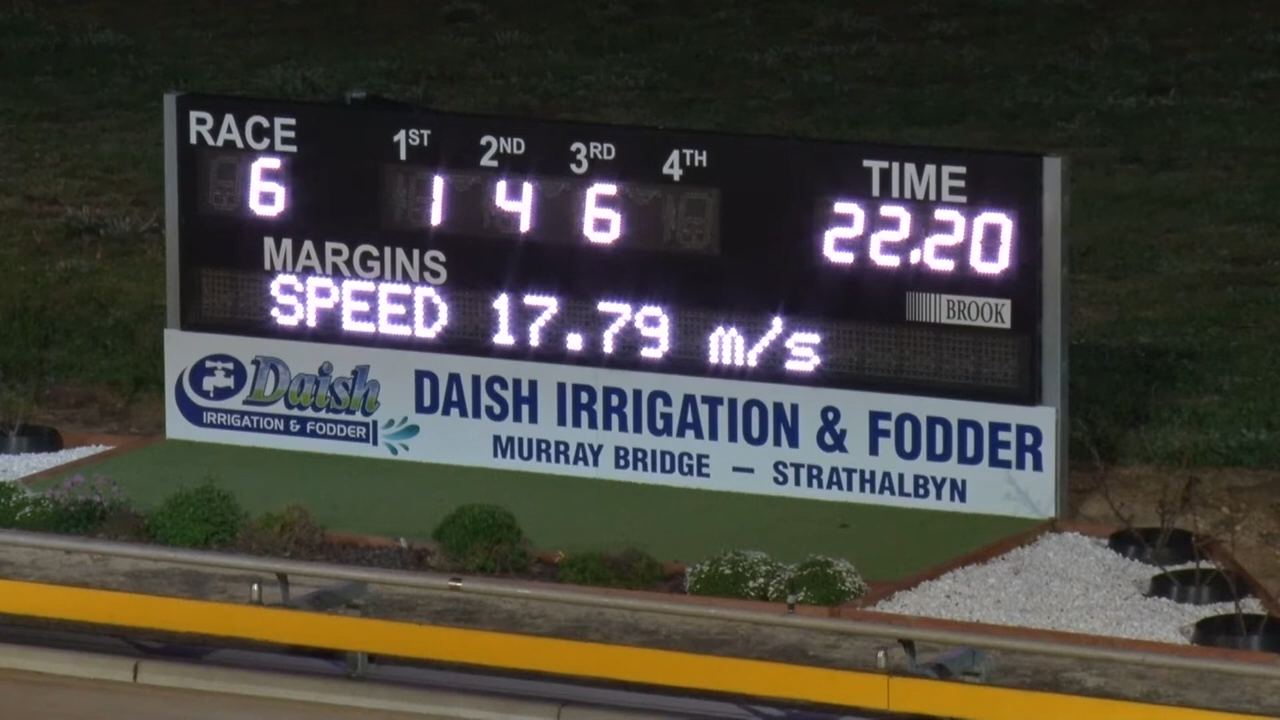 RACE 1ST 2ND 3RD 4TH TIME
6 1 4 6 22.20
MARGINS
SPEED 17.79 m/s
BROOK
Daish
IRRIGATION & FODDER
DAISH IRRIGATION & FODDER
MURRAY BRIDGE – STRATHALBYN